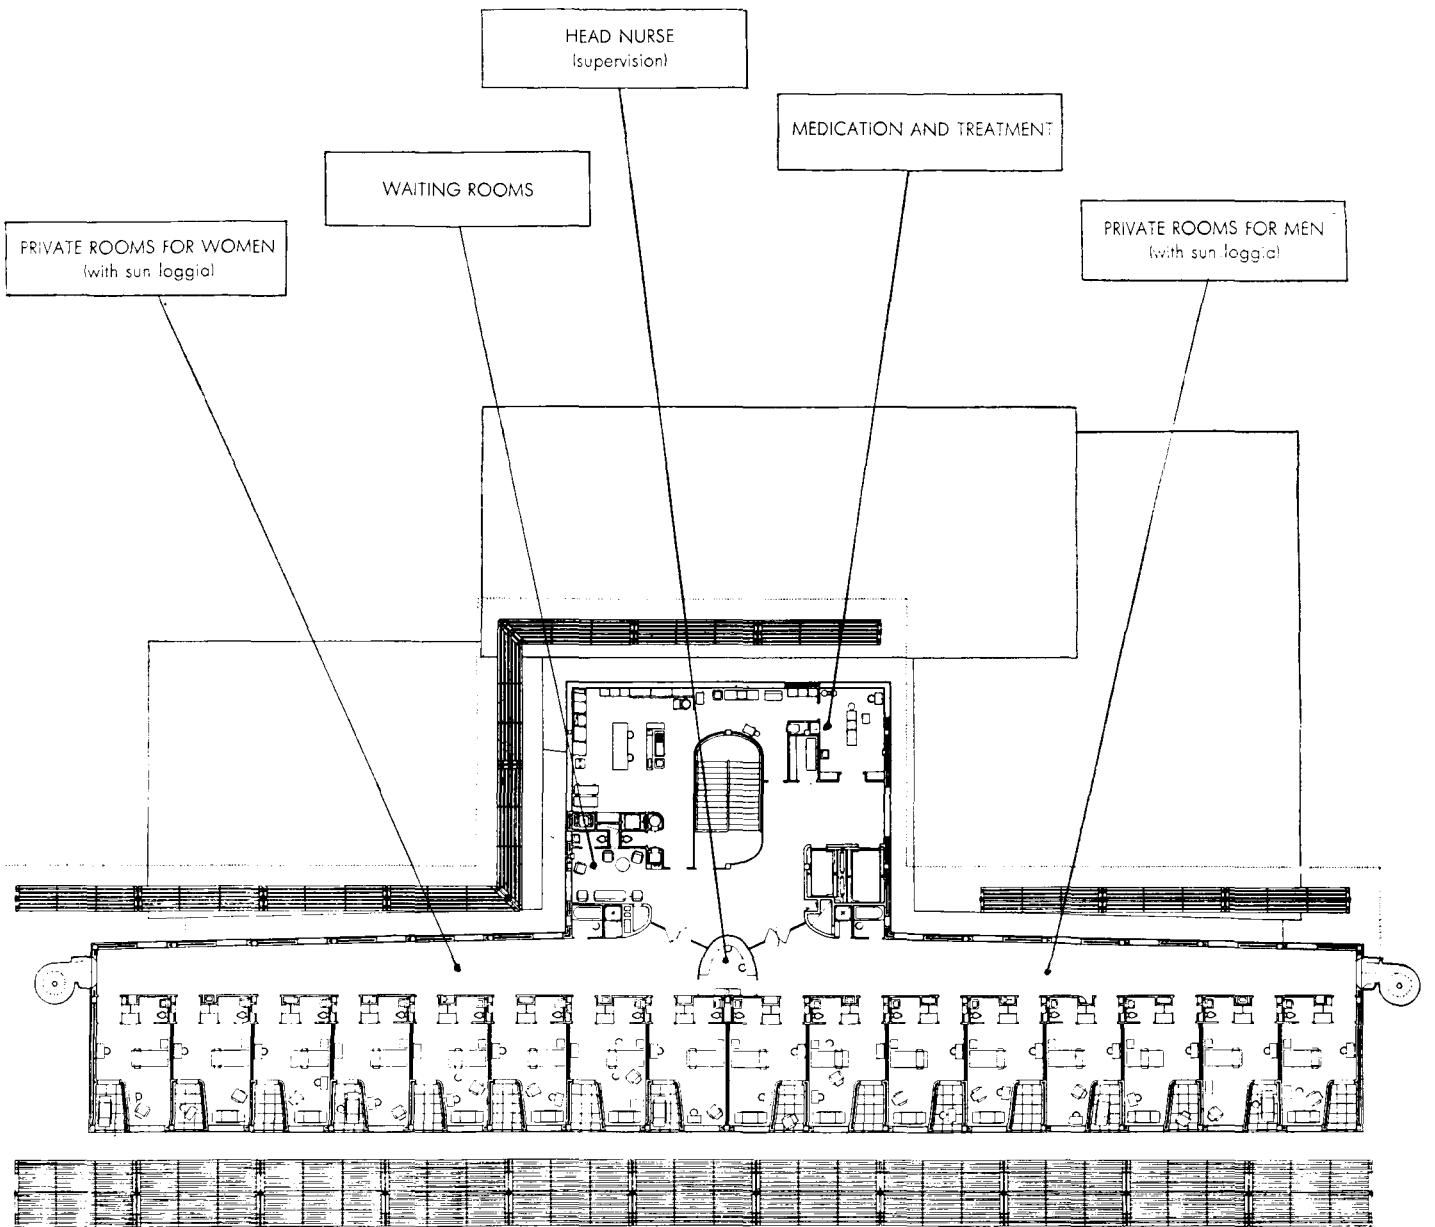 HEAD NURSE
(supervision)
MEDICATION AND TREATMENT
WAITING ROOMS
PRIVATE ROOMS FOR WOMEN
(with sun loggia)
PRIVATE ROOMS FOR MEN
(with sun loggia)